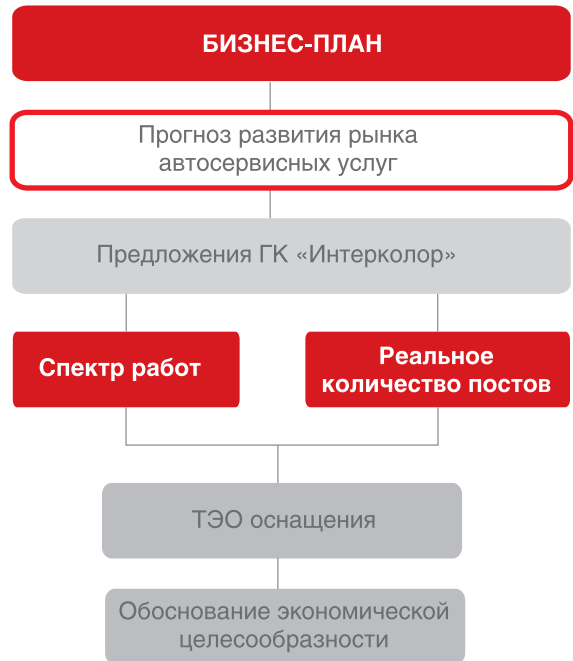 БИЗНЕС-ПЛАН
Прогноз развития рынка
автосервисных услуг
Предложения ГК «Интерколор»
Спектр работ
Реальное
количество постов
ТЭО оснащения
Обоснование экономической
целесообразности